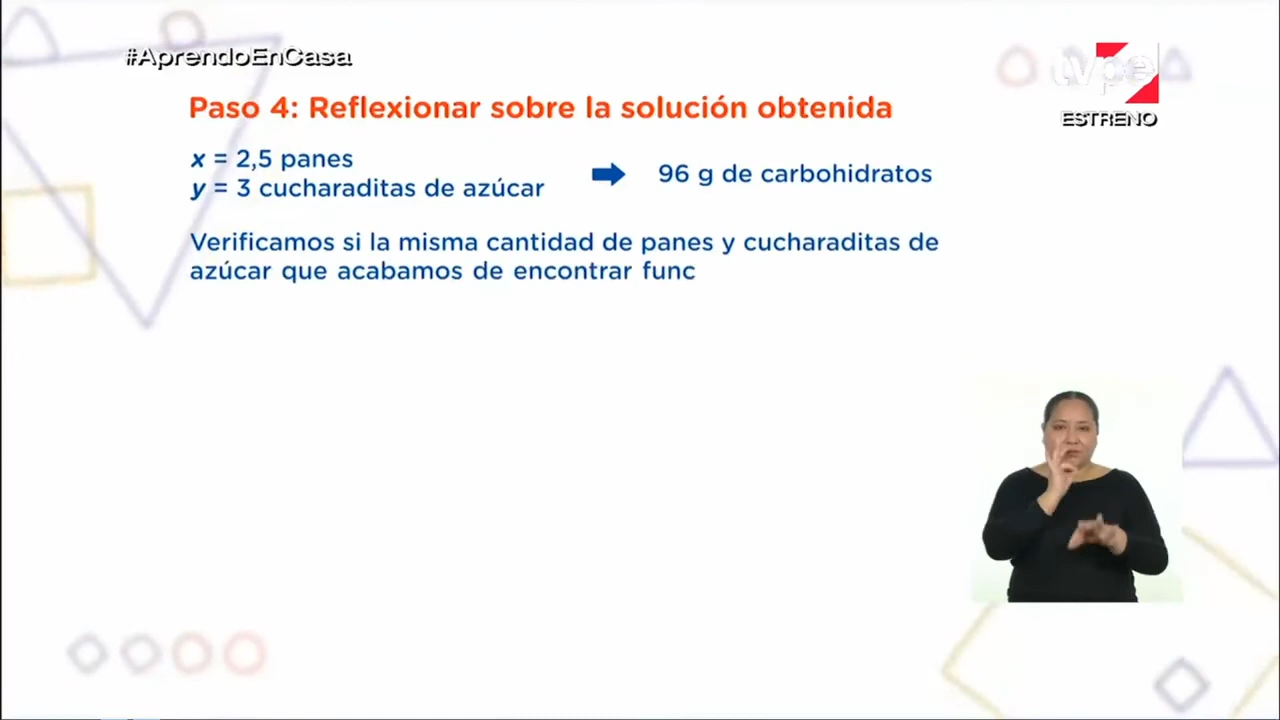 #AprendoEnCasa
tvpe
ESTRENO
Paso 4: Reflexionar sobre la solución obtenida
x = 2,5 panes
y = 3 cucharaditas de azúcar
96 g de carbohidratos
Verificamos si la misma cantidad de panes y cucharaditas de
azúcar que acabamos de encontrar func